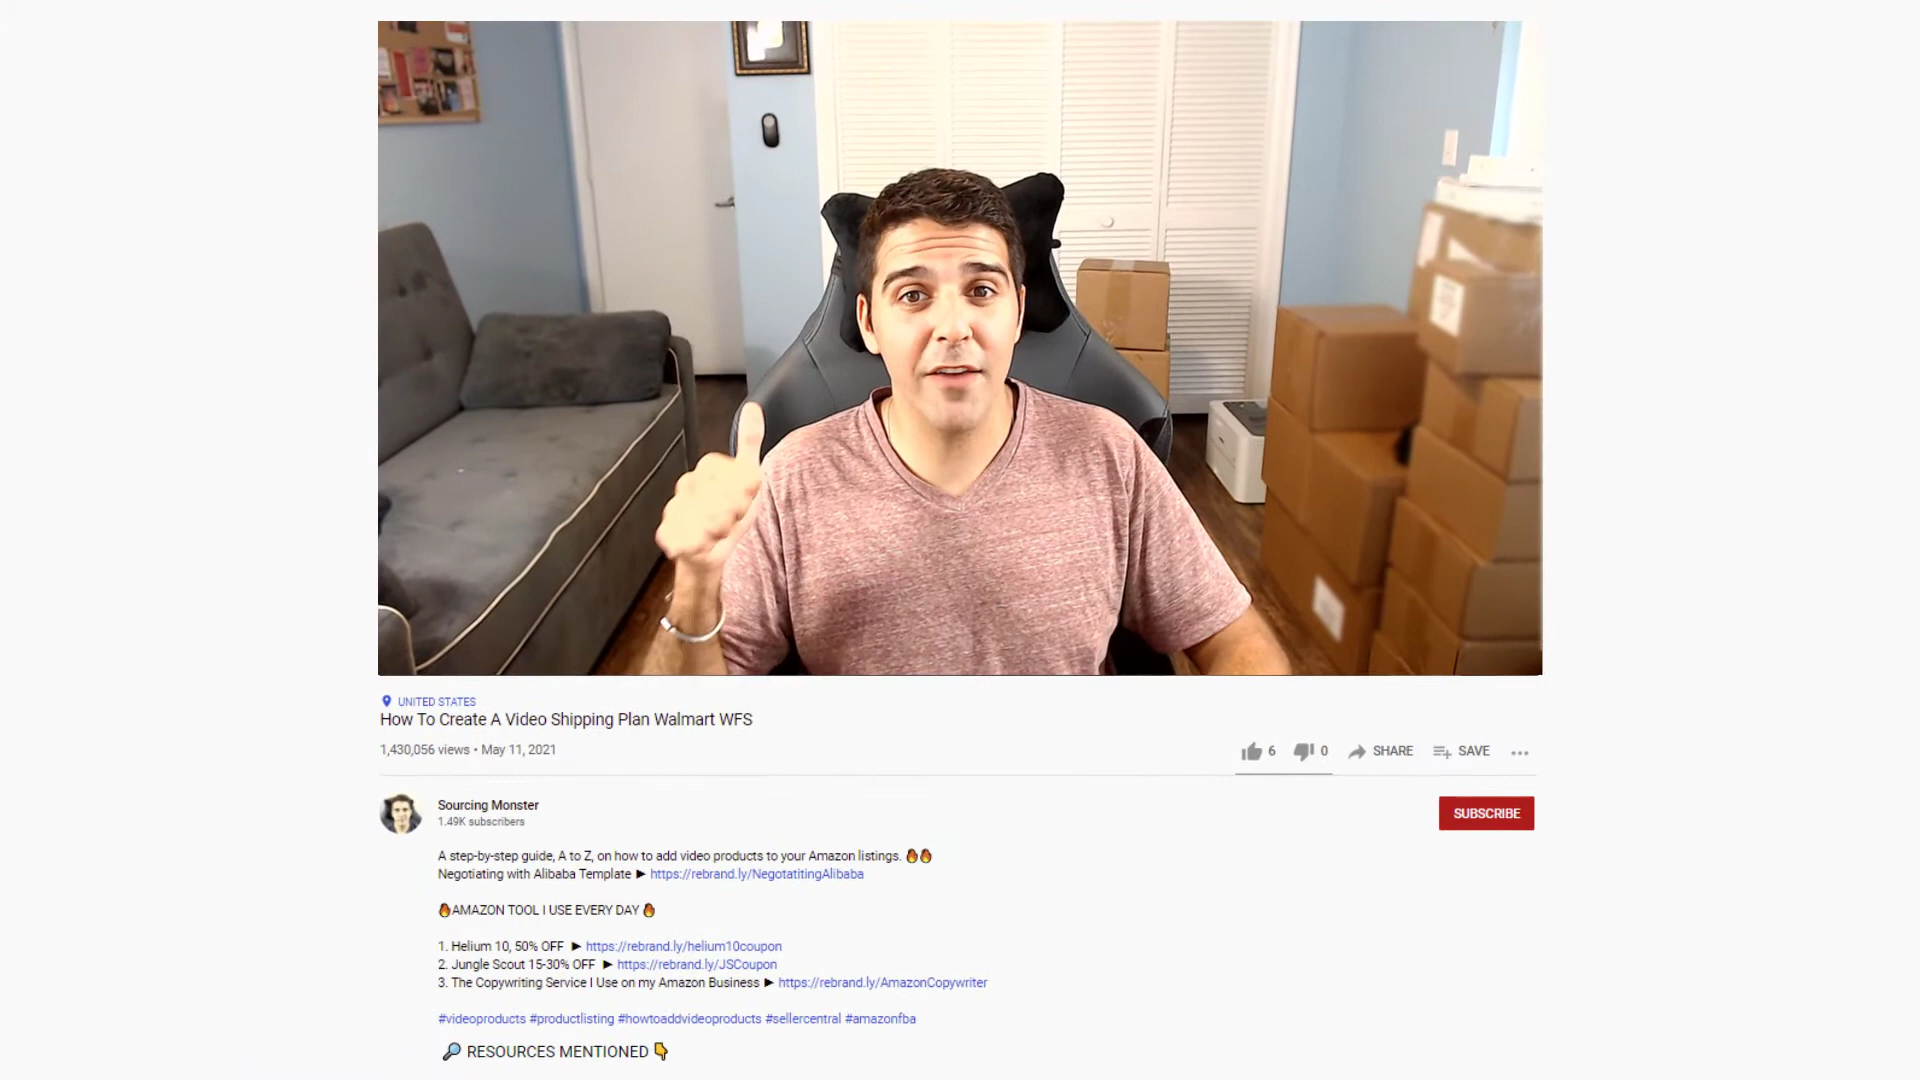 UNITED STATES
How To Create A Video Shipping Plan Walmart WFS
1,430,056 views • May 11, 2021
6 0 SHARE SAVE ...
Sourcing Monster
1.49K subscribers
SUBSCRIBE
A step-by-step guide, A to Z, on how to add video products to your Amazon listings. 🔥🔥
Negotiating with Alibaba Template ► https://rebrand.ly/NegotatitingAlibaba
🔥AMAZON TOOL I USE EVERY DAY 🔥
1. Helium 10, 50% OFF ► https://rebrand.ly/helium10coupon
2. Jungle Scout 15-30% OFF ► https://rebrand.ly/JSCoupon
3. The Copywriting Service I Use on my Amazon Business ► https://rebrand.ly/AmazonCopywriter
#videoproducts #productlisting #howtoaddvideoproducts #sellercentral #amazonfba
🔎 RESOURCES MENTIONED 👇